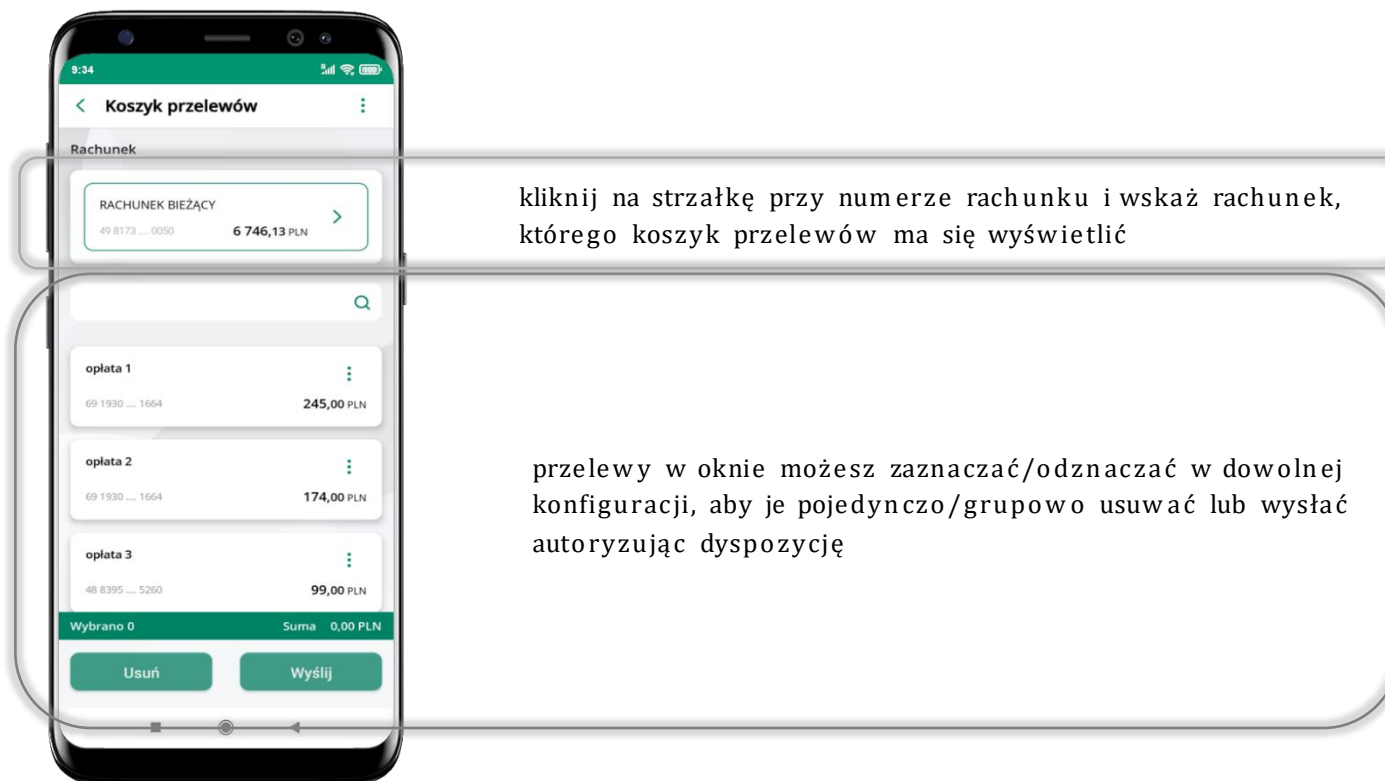 9:34
Koszyk przelewów
Rachunek
RACHUNEK BIEŻĄCY
49 8173 .... 0050 6 746,13 PLN
kliknij na strzałkę przy numerze rachunku i wskaż rachunek,
którego koszyk przelewów ma się wyświetlić
opłata 1
69 1930 .... 1664 245,00 PLN
opłata 2
69 1930 .... 1664 174,00 PLN
opłata 3
48 8395 .... 5260 99,00 PLN
przelewy w oknie możesz zaznaczać/odznaczać w dowolnej
konfiguracji, aby je pojedynczo/grupowo usuwać lub wysłać
autoryzując dyspozycję
Wybrano 0 Suma 0,00 PLN
Usuń Wyślij